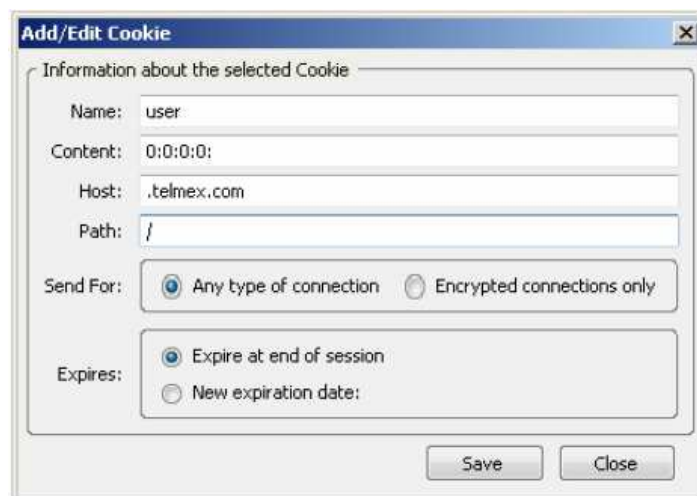 Add/Edit Cookie
Information about the selected Cookie
Name: user
Content: 0:0:0:0:
Host: .telmex.com
Path: /
Send For: Any type of connection Encrypted connections only
Expires: Expire at end of session
New expiration date:
Save Close